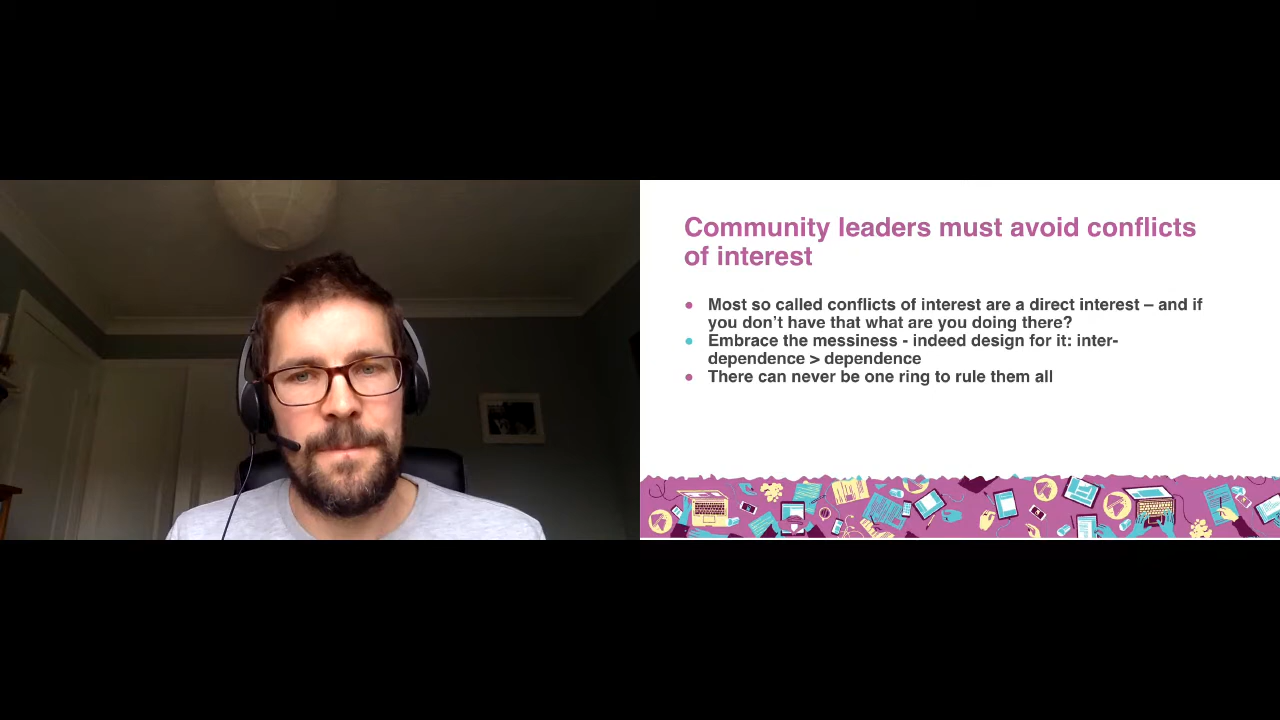 Community leaders must avoid conflicts
of interest
● Most so called conflicts of interest are a direct interest – and if
you don't have that what are you doing there?
● Embrace the messiness - indeed design for it: inter-
dependence > dependence
● There can never be one ring to rule them all